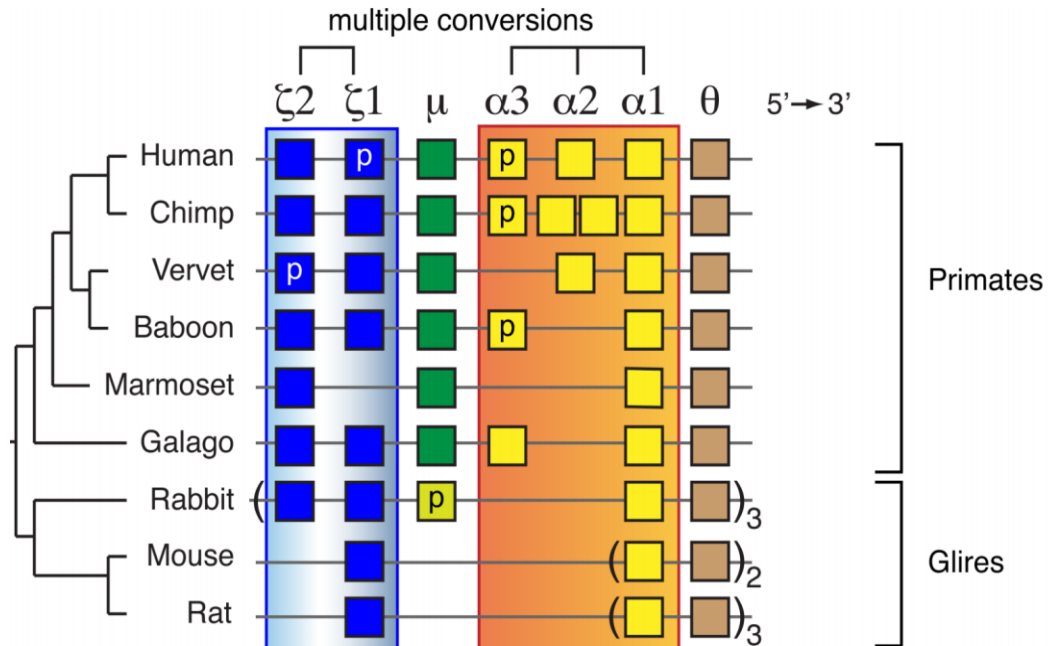 multiple conversions
ζ2 ζ1 μ α3 α2 α1 θ 5’→3’
Human p p
Chimp p
Vervet p
Baboon p
Marmoset
Galago
Primates
Rabbit ( p )3
Mouse ( )2
Rat ( )3
Glires